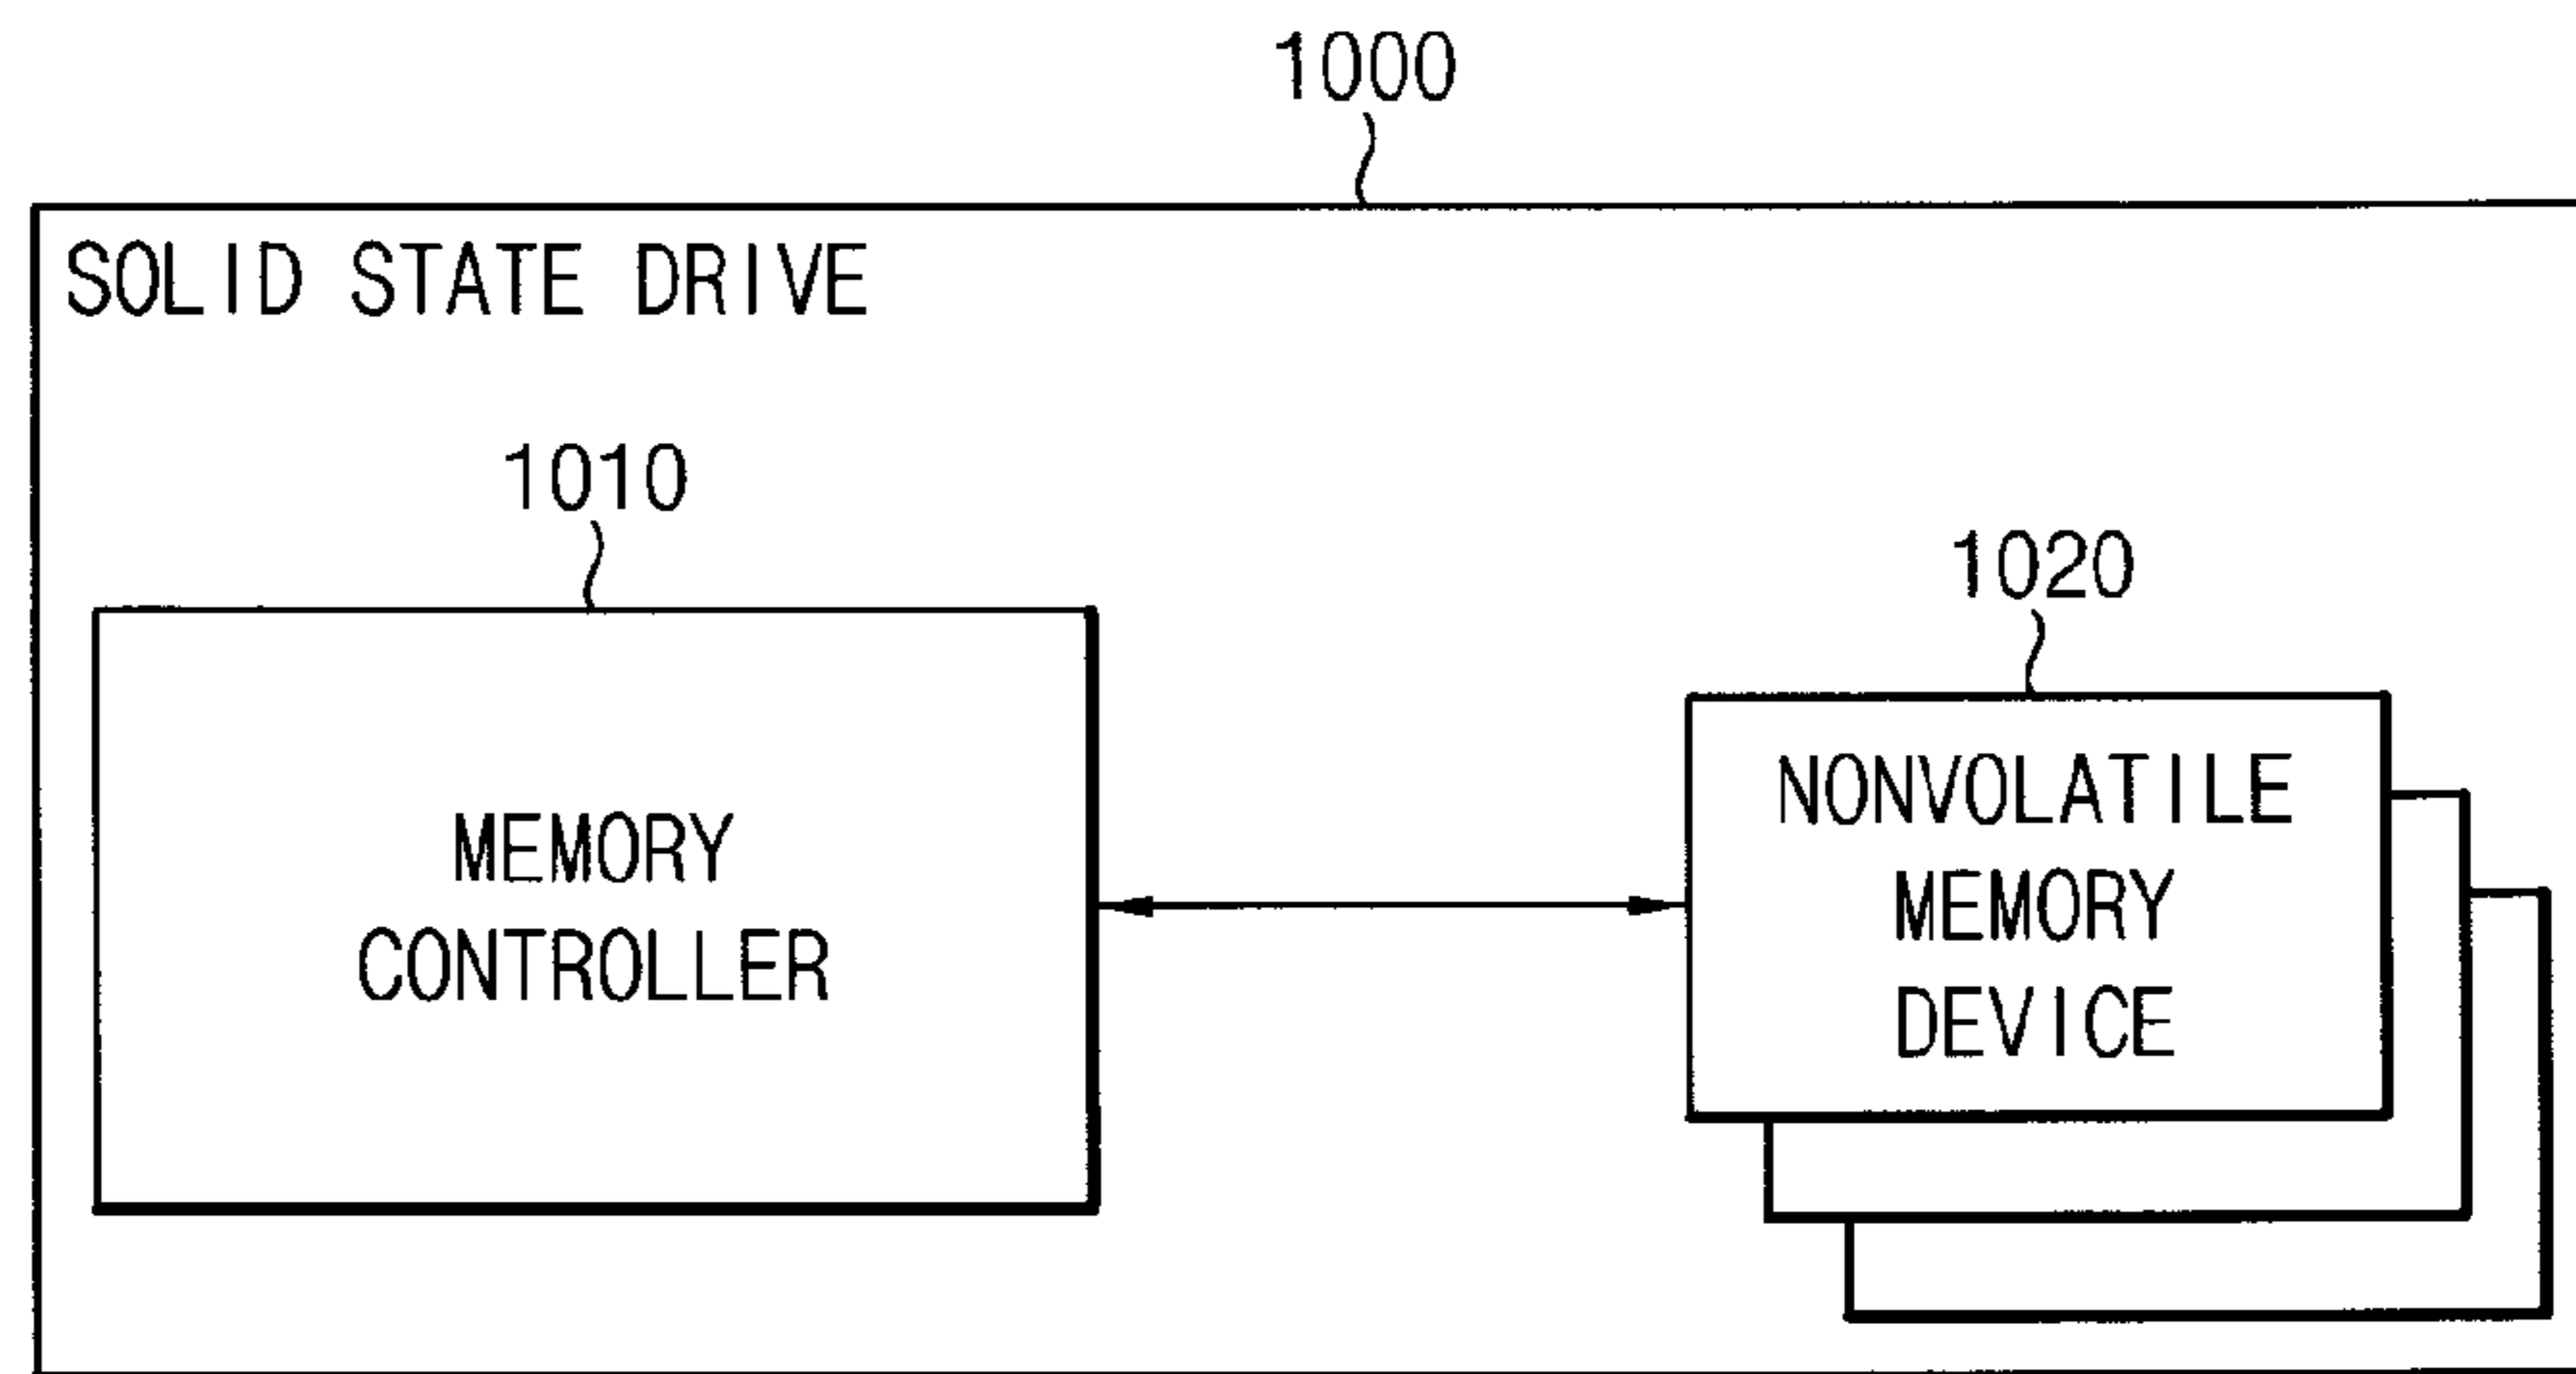 1000
SOLID STATE DRIVE
1010
1020
MEMORY
CONTROLLER
NONVOLATILE
MEMORY
DEVICE